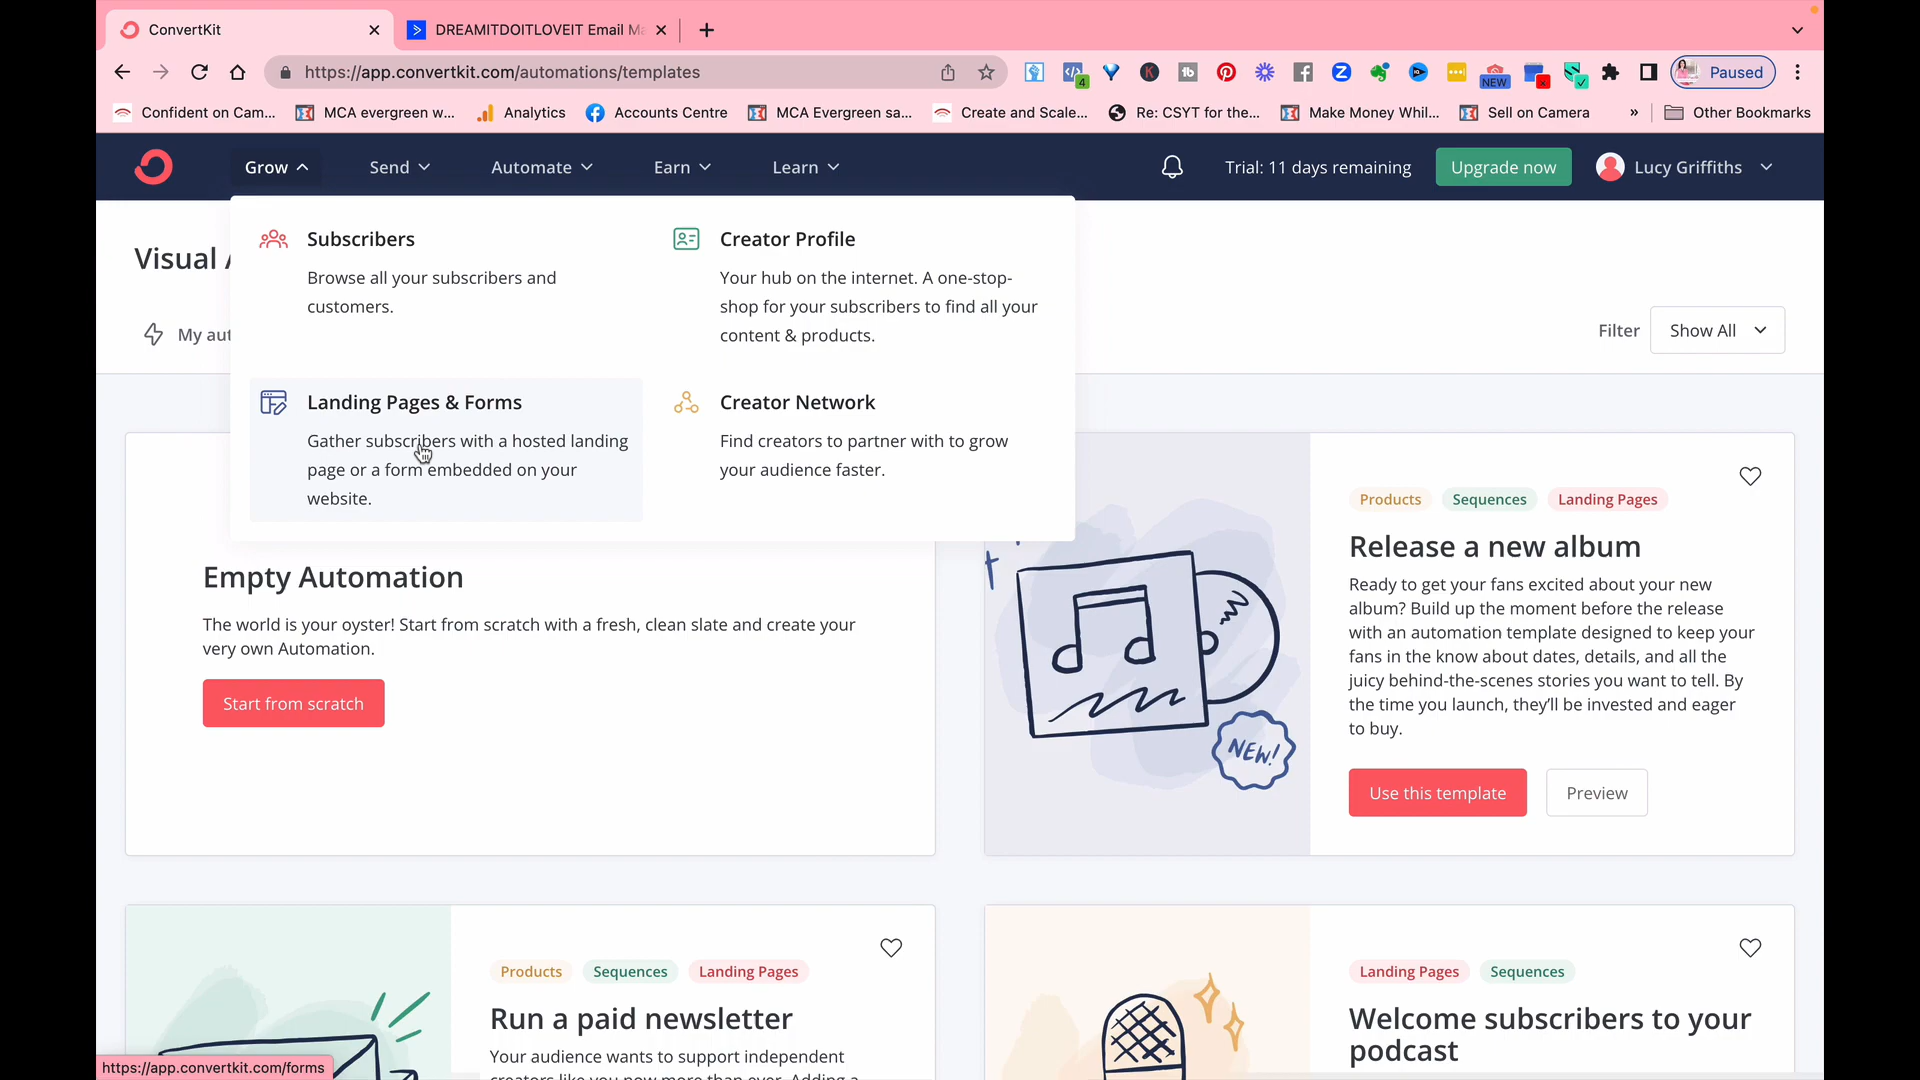 ConvertKit
DREAMITDOITLOVEIT Email Ma
https://app.convertkit.com/automations/templates
4
NEW
Paused
Confident on Cam...
MCA evergreen w...
Analytics
Accounts Centre
MCA Evergreen sa...
Create and Scale...
Re: CSYT for the...
Make Money Whil...
Sell on Camera
»
Other Bookmarks
Grow
Send
Automate
Earn
Learn
Trial: 11 days remaining
Upgrade now
Lucy Griffiths
Visual A
My aut
Filter
Show All
Subscribers
Browse all your subscribers and
customers.
Creator Profile
Your hub on the internet. A one-stop-
shop for your subscribers to find all your
content & products.
Landing Pages & Forms
Gather subscribers with a hosted landing
page or a form embedded on your
website.
Creator Network
Find creators to partner with to grow
your audience faster.
Empty Automation
The world is your oyster! Start from scratch with a fresh, clean slate and create your
very own Automation.
Start from scratch
NEW!
Products
Sequences
Landing Pages
Release a new album
Ready to get your fans excited about your new
album? Build up the moment before the release
with an automation template designed to keep your
fans in the know about dates, details, and all the
juicy behind-the-scenes stories you want to tell. By
the time you launch, they'll be invested and eager
to buy.
Use this template
Preview
Products
Sequences
Landing Pages
Run a paid newsletter
Your audience wants to support independent
creators like you now more than ever. Adding a
Landing Pages
Sequences
Welcome subscribers to your
podcast
https://app.convertkit.com/forms